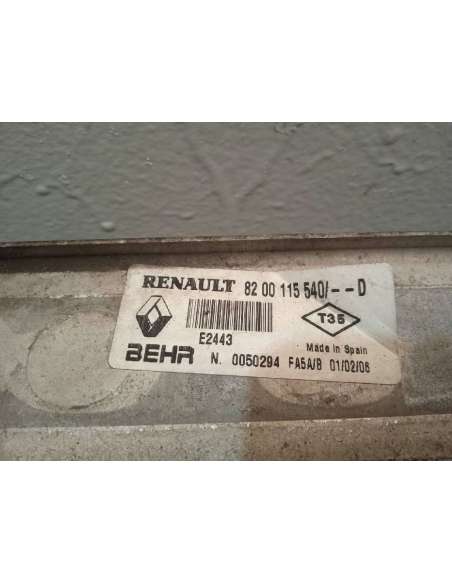 RENAULT 82 00 115 540/--D
E2443
T35
Made in Spain
BEHR N. 0050294 FA5A/B 01/02/06